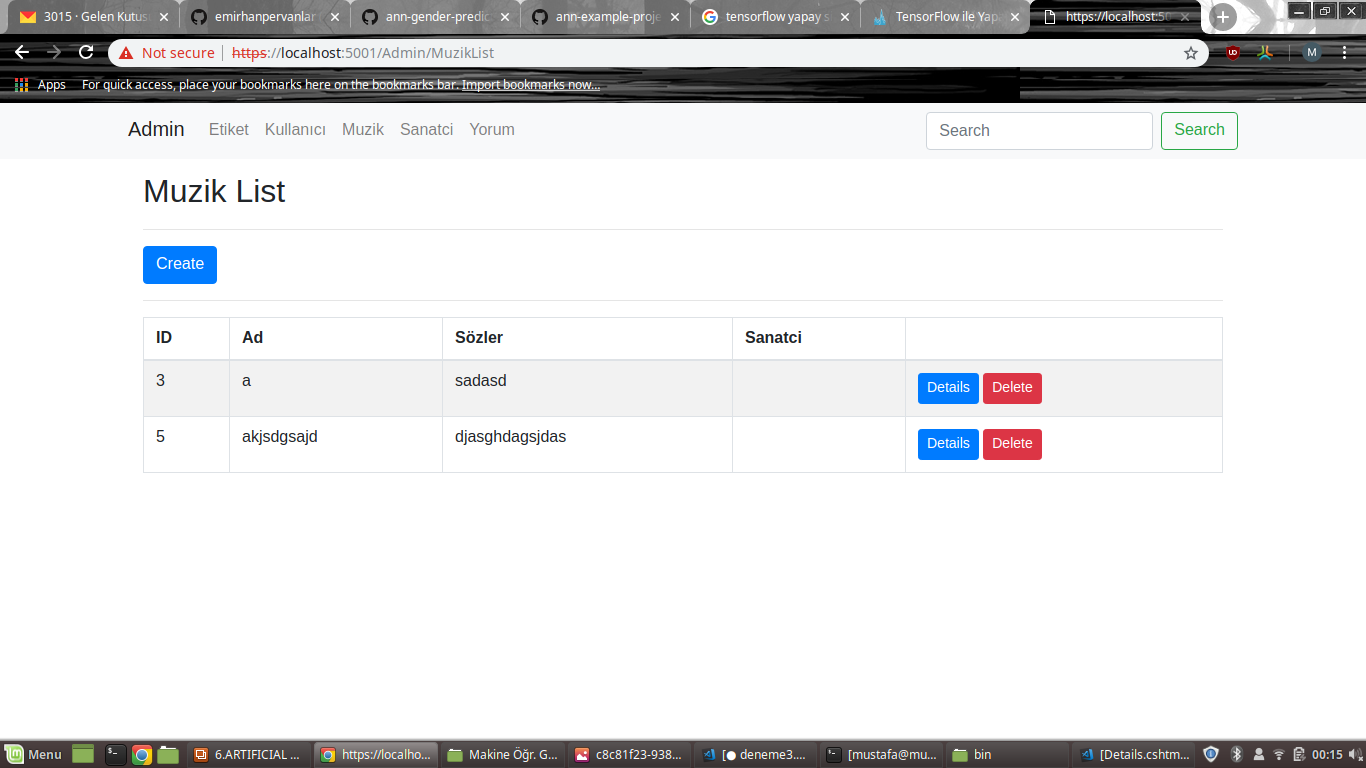 3015 · Gelen Kutus
emirhanpervanlar
ann-gender-predic
ann-example-proje
tensorflow yapay s
TensorFlow ile Yap
https://localhost:50
Not secure https://localhost:5001/Admin/MuzikList
UD
M
Apps For quick access, place your bookmarks here on the bookmarks bar. Import bookmarks now...
Admin Etiket Kullanıcı Muzik Sanatci Yorum Search Search
Muzik List
Create
ID Ad Sözler Sanatci
3 a sadasd Details Delete
5 akjsdgsajd djasghdagsjdas Details Delete
Menu 6.ARTIFICIAL ... https://localho... Makine Öğr. G... c8c81f23-938... [● deneme3.... [mustafa@mu... bin [Details.cshtm... 00:15